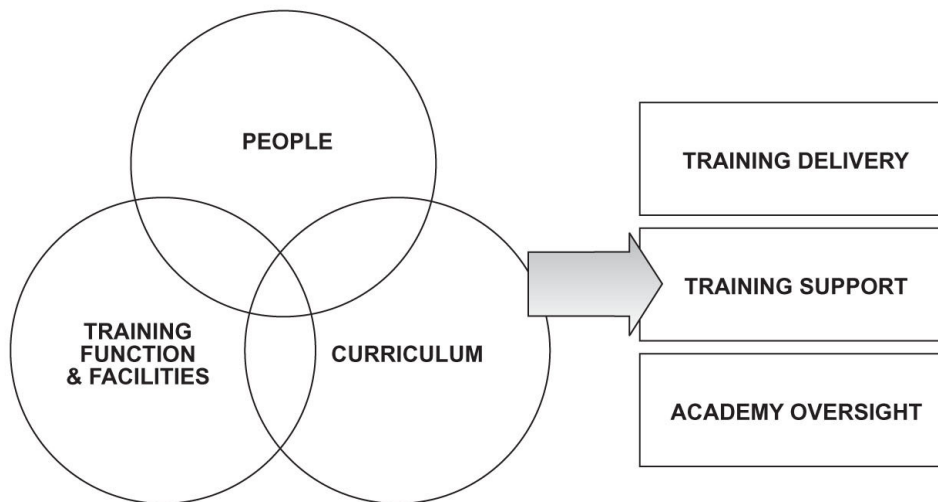 PEOPLE
TRAINING
FUNCTION
& FACILITIES
CURRICULUM
TRAINING DELIVERY
TRAINING SUPPORT
ACADEMY OVERSIGHT